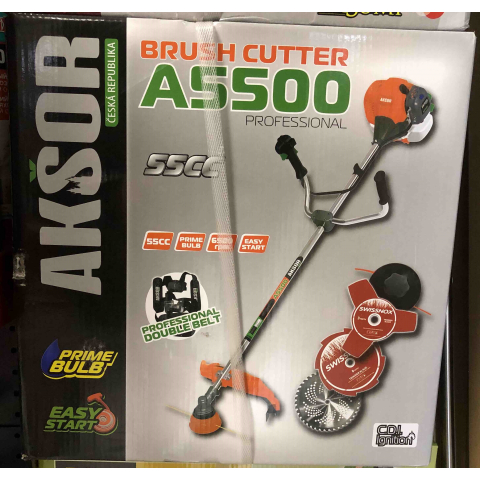 AKŠOR
ČESKÁ REPUBLIKA
BRUSH CUTTER
AS500
PROFESSIONAL
55CC
55CC
PRIME
BULB
EASY
START
PROFESSIONAL
DOUBLE BELT
PRIME
BULB
EASY
START
AKSOR
SWISSNOX
SWISSNOX
CDI
Ignition